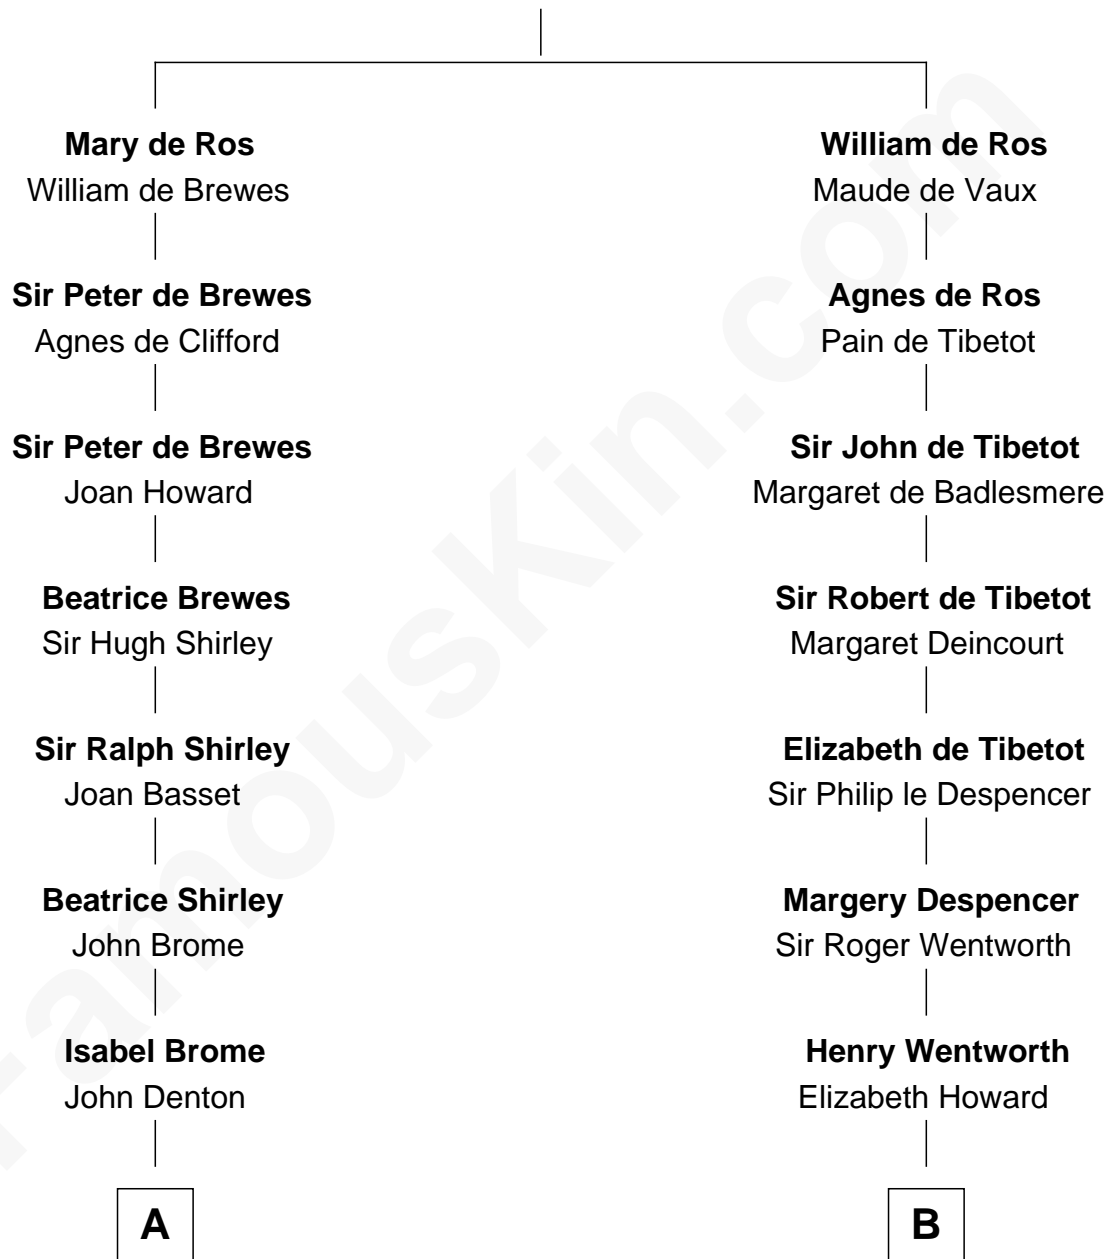 Mary de Ros
William de Brewes
Sir Peter de Brewes
Agnes de Clifford
Sir Peter de Brewes
Joan Howard
Beatrice Brewes
Sir Hugh Shirley
Sir Ralph Shirley
Joan Basset
Beatrice Shirley
John Brome
Isabel Brome
John Denton
A
William de Ros
Maude de Vaux
Agnes de Ros
Pain de Tibetot
Sir John de Tibetot
Margaret de Badlesmere
Sir Robert de Tibetot
Margaret Deincourt
Elizabeth de Tibetot
Sir Philip le Despencer
Margery Despencer
Sir Roger Wentworth
Henry Wentworth
Elizabeth Howard
B
FamousKin.com